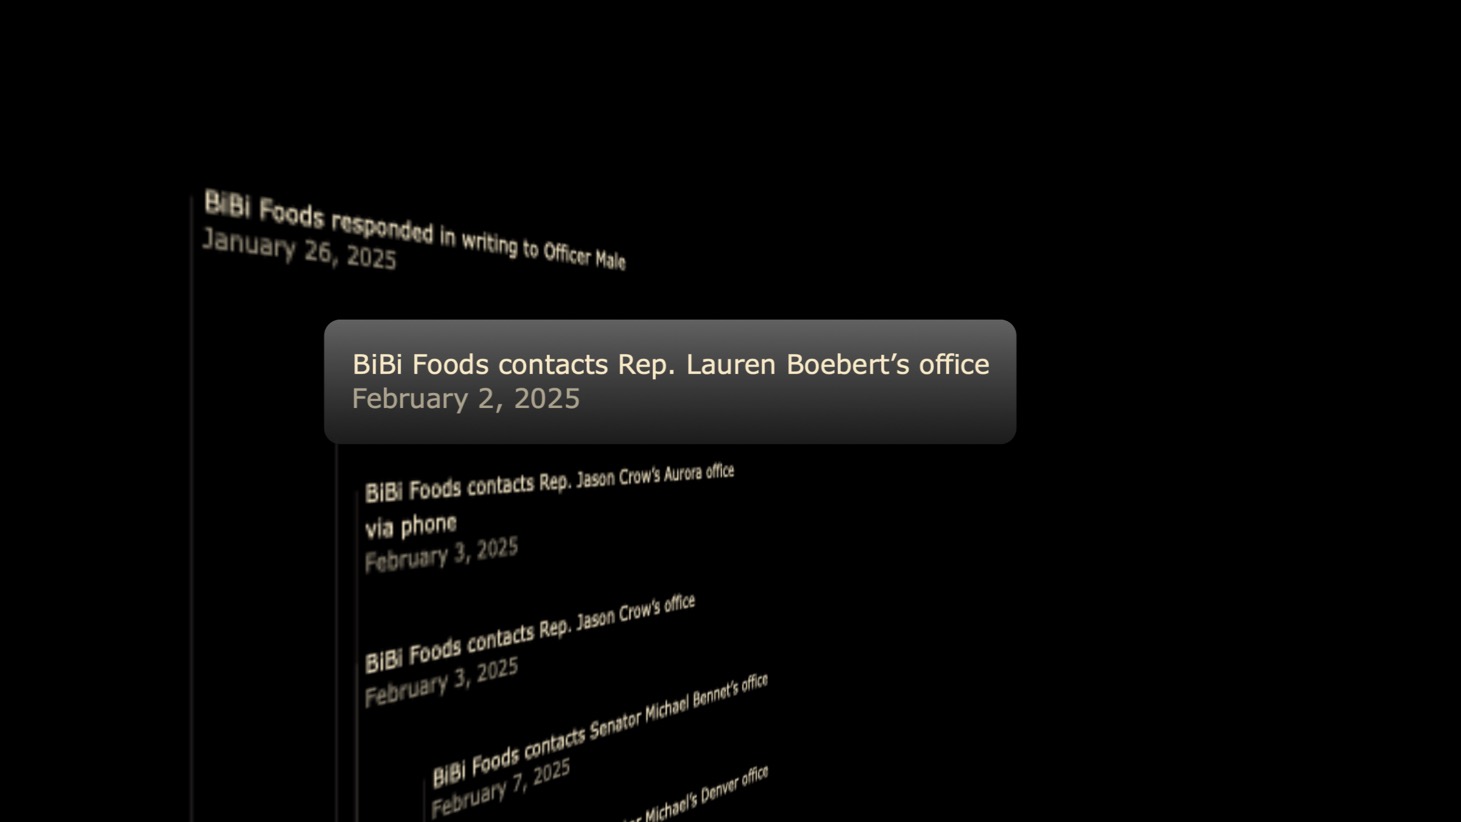 BiBi Foods responded in writing to Officer Male
January 26, 2025
BiBi Foods contacts Rep. Lauren Boebert’s office
February 2, 2025
BiBi Foods contacts Rep. Jason Crow’s Aurora office
via phone
February 3, 2025
BiBi Foods contacts Rep. Jason Crow’s office
February 3, 2025
BiBi Foods contacts Senator Michael Bennet’s office
February 7, 2025
Michael’s Denver office